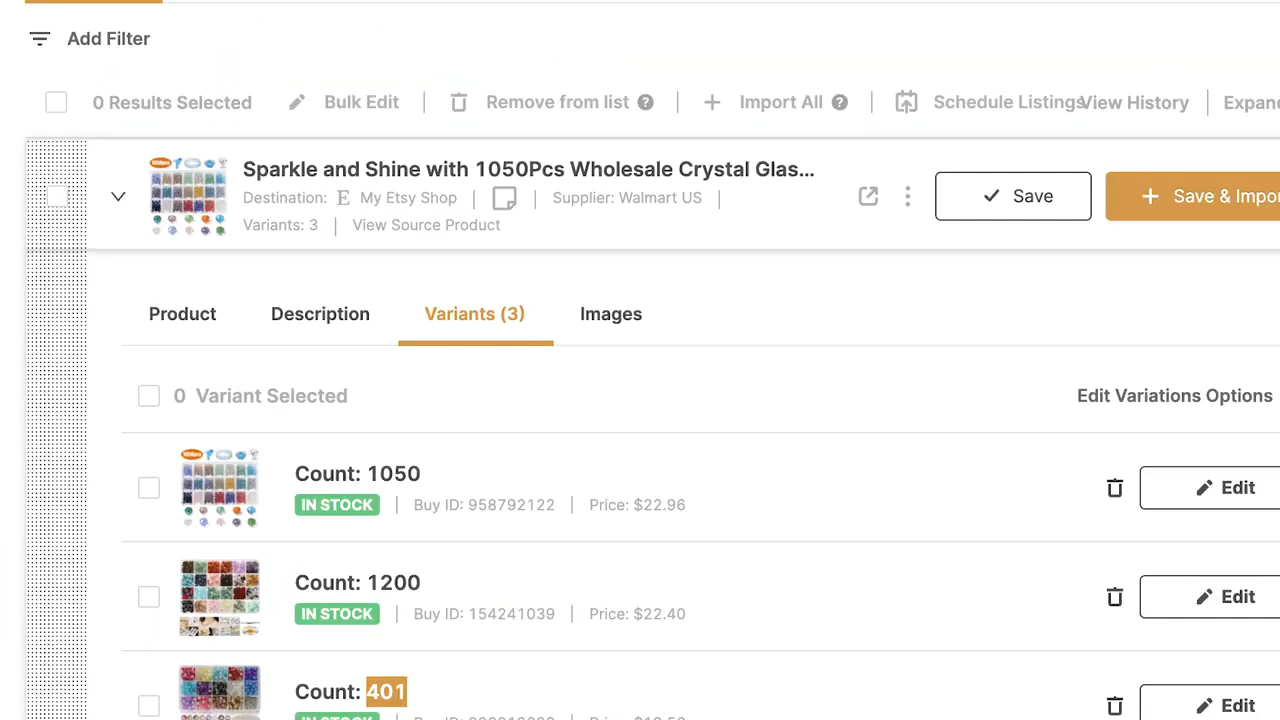 Add Filter
0 Results Selected Bulk Edit | Remove from list ? | + Import All ? | Schedule Listings View History | Expand
Sparkle and Shine with 1050Pcs Wholesale Crystal Glas...
Destination: E My Etsy Shop | | Supplier: Walmart US |
Variants: 3 | View Source Product
Save
+ Save & Impor
Product Description Variants (3) Images
0 Variant Selected
Edit Variations Options
Count: 1050
IN STOCK | Buy ID: 958792122 | Price: $22.96
Edit
Count: 1200
IN STOCK | Buy ID: 154241039 | Price: $22.40
Edit
Count: 401
Edit